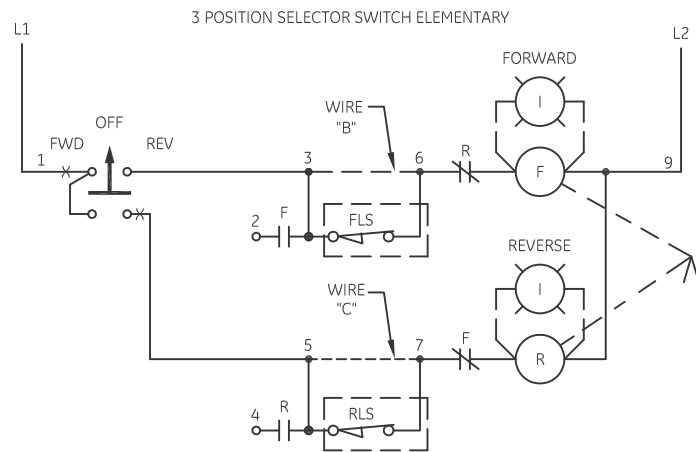 3 POSITION SELECTOR SWITCH ELEMENTARY
L1
L2
FORWARD
I
OFF
WIRE
"B"
FWD
REV
1
3
6
R
F
9
2
F
FLS
REVERSE
I
WIRE
"C"
5
7
F
R
4
R
RLS